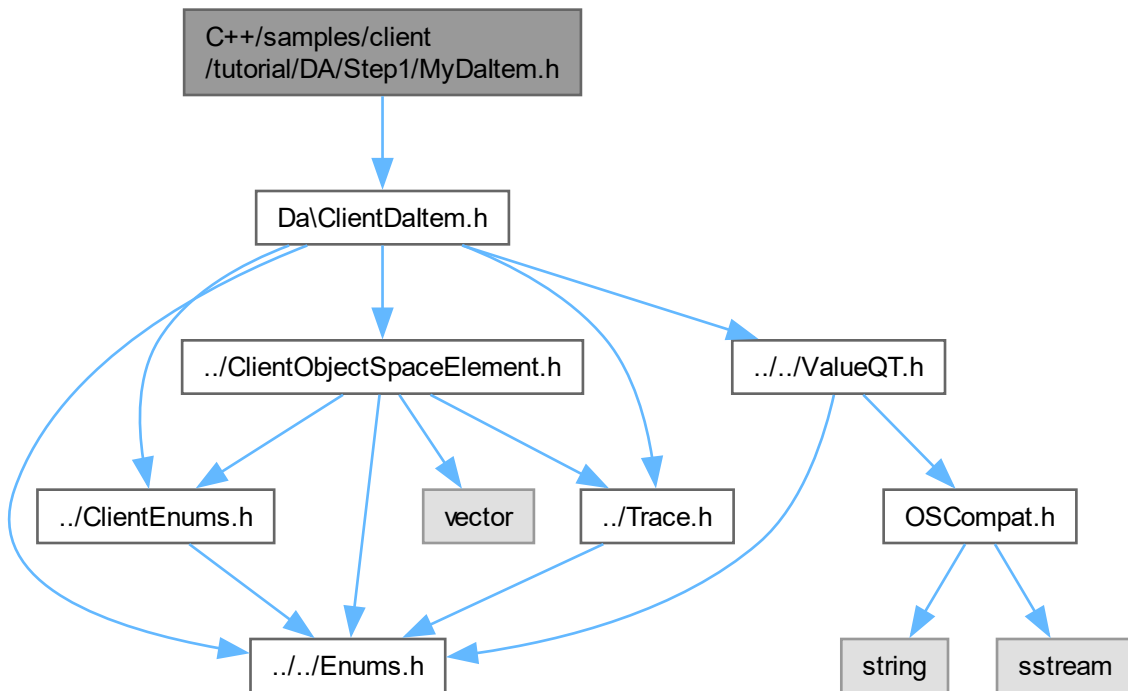 C++/samples/client
/tutorial/DA/Step1/MyDaItem.h
Da\ClientDaItem.h
../ClientObjectSpaceElement.h
../../ValueQT.h
../ClientEnums.h
vector
../Trace.h
OSCompat.h
../../Enums.h
string
sstream